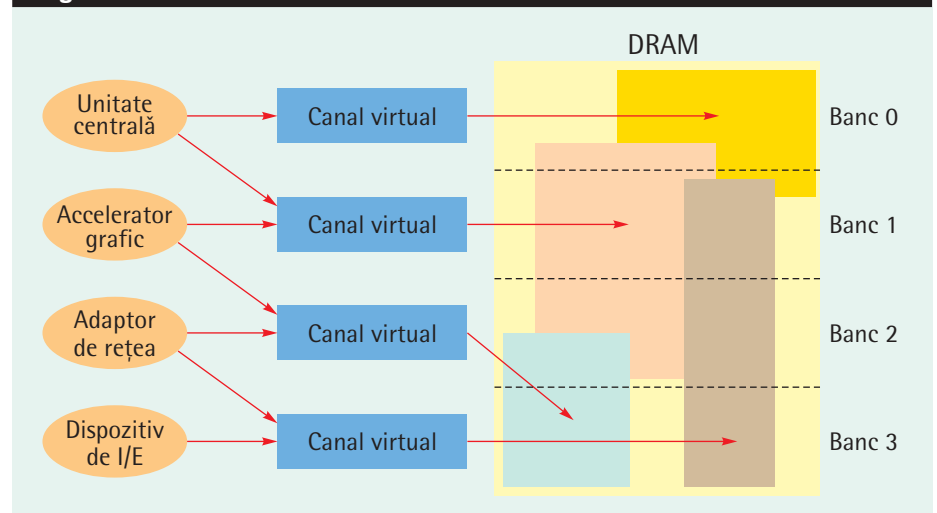 DRAM
Unitate
centrală
Canal virtual
Banc 0
Accelerator
grafic
Canal virtual
Banc 1
Adaptor
de rețea
Canal virtual
Banc 2
Dispozitiv
de I/E
Canal virtual
Banc 3